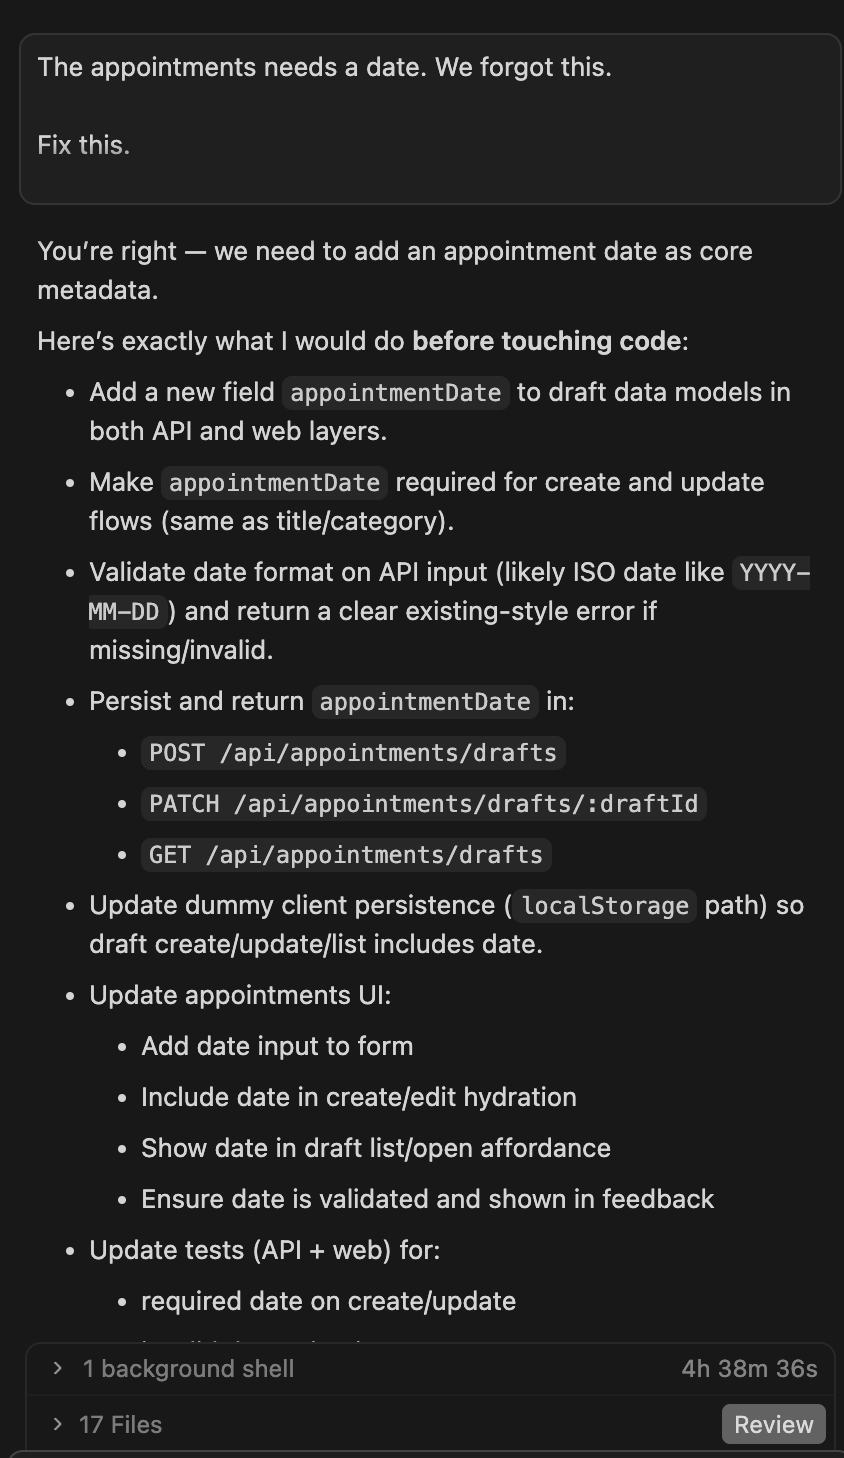 The appointments needs a date. We forgot this.
Fix this.
You’re right — we need to add an appointment date as core
metadata.
Here’s exactly what I would do before touching code:
• Add a new field appointmentDate to draft data models in
both API and web layers.
• Make appointmentDate required for create and update
flows (same as title/category).
• Validate date format on API input (likely ISO date like YYYY-
MM-DD) and return a clear existing-style error if
missing/invalid.
• Persist and return appointmentDate in:
• POST /api/appointments/drafts
• PATCH /api/appointments/drafts/:draftId
• GET /api/appointments/drafts
• Update dummy client persistence (localStorage path) so
draft create/update/list includes date.
• Update appointments UI:
• Add date input to form
• Include date in create/edit hydration
• Show date in draft list/open affordance
• Ensure date is validated and shown in feedback
• Update tests (API + web) for:
• required date on create/update
1 background shell 4h 38m 36s
17 Files Review